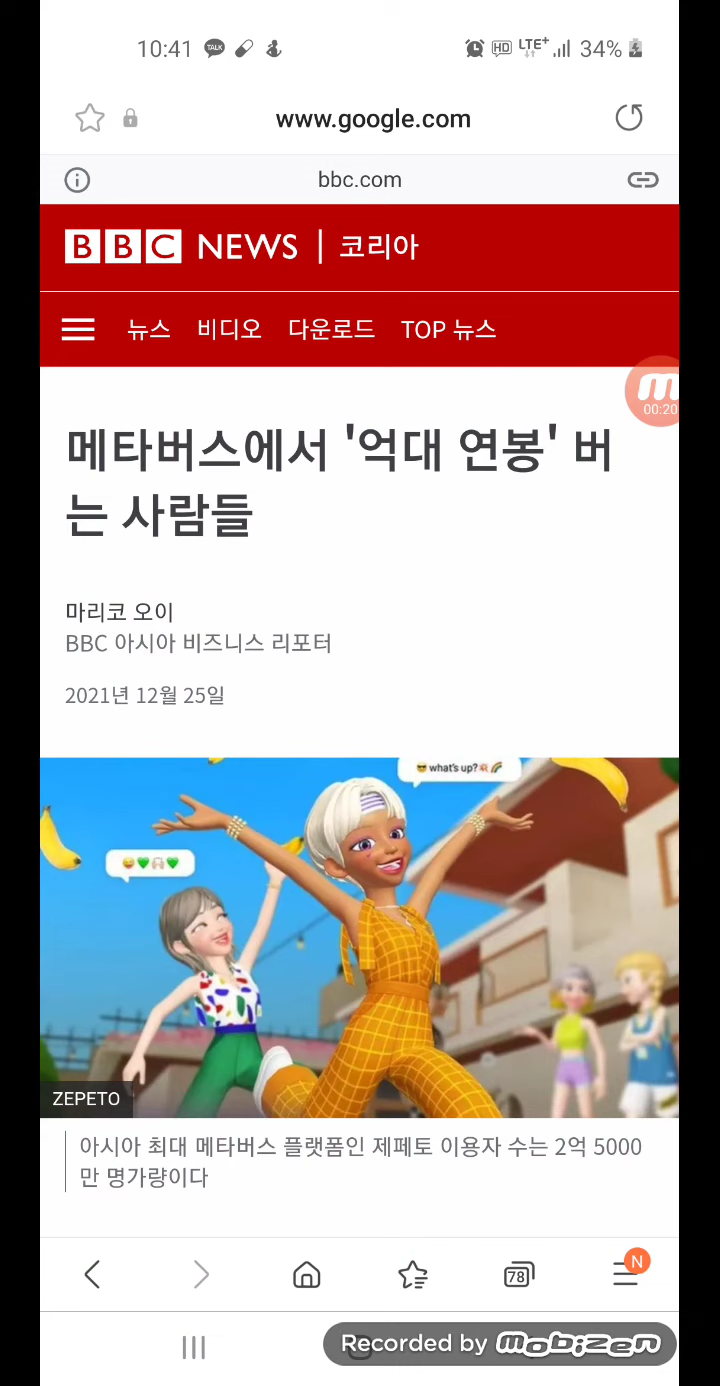 10:41 TALK HD LTE+ 34%
www.google.com
bbc.com
BBC NEWS | 코리아
뉴스 비디오 다운로드 TOP 뉴스
00:20
메타버스에서 '억대 연봉' 버
는 사람들
마리코 오이
BBC 아시아 비즈니스 리포터
2021년 12월 25일
😎 what's up?💥🌈
ZEPETO
아시아 최대 메타버스 플랫폼인 제페토 이용자 수는 2억 5000
만 명가량이다
78 N
Recorded by mobizen